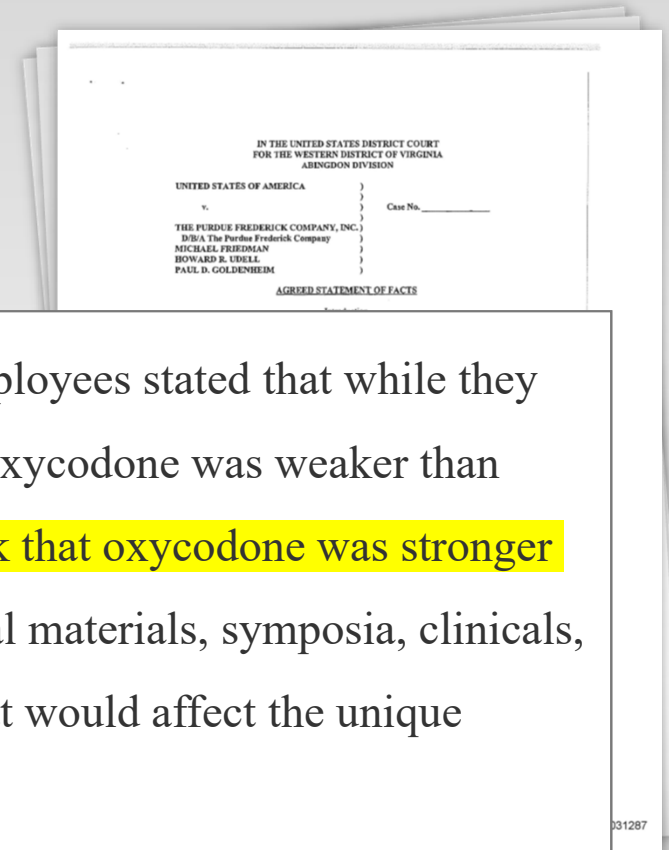 IN THE UNITED STATES DISTRICT COURT
FOR THE WESTERN DISTRICT OF VIRGINIA
ABINGDON DIVISION
UNITED STATES OF AMERICA )
v. ) Case No.
THE PURDUE FREDERICK COMPANY, INC. )
D/B/A The Purdue Frederick Company )
MICHAEL FRIEDMAN )
HOWARD R. UDELL )
PAUL D. GOLDENHEIM )
AGREED STATEMENT OF FACTS
ployees stated that while they
xycodone was weaker than
k that oxycodone was stronger
al materials, symposia, clinicals,
t would affect the unique
031287